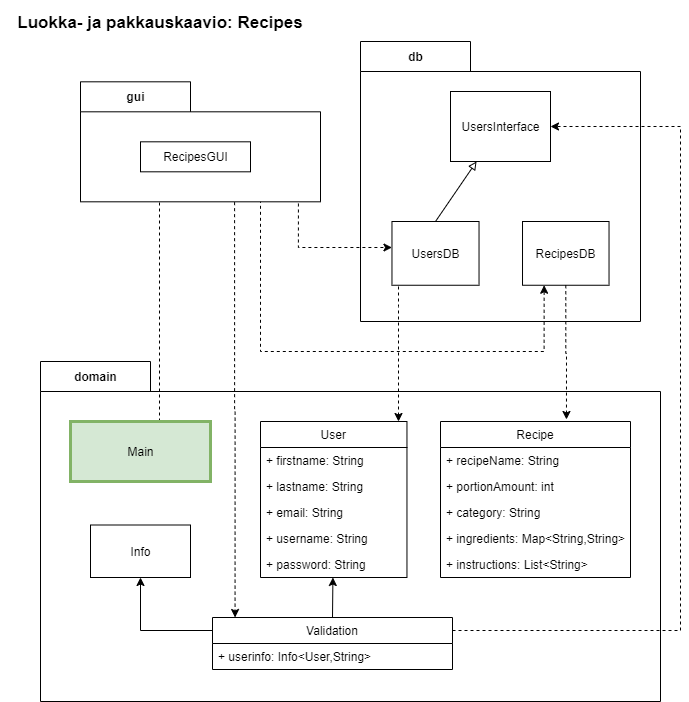 Luokka- ja pakkauskaavio: Recipes
db
gui
UsersInterface
RecipesGUI
UsersDB
RecipesDB
domain
Main
User
+ firstname: String
+ lastname: String
+ email: String
+ username: String
+ password: String
Recipe
+ recipeName: String
+ portionAmount: int
+ category: String
+ ingredients: Map<String,String>
+ instructions: List<String>
Info
Validation
+ userinfo: Info<User,String>